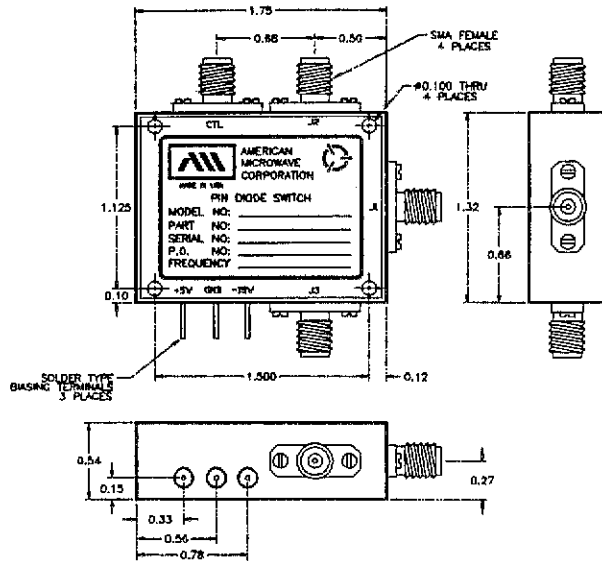 1.75
0.68
0.50
SMA FEMALE
4 PLACES
ø0.100 THRU
4 PLACES
CTL
J2
AMERICAN
MICROWAVE
CORPORATION
MADE IN USA
PIN DIODE SWITCH
MODEL NO:
PART NO:
SERIAL NO:
P.O. NO:
FREQUENCY
J1
1.125
0.10
+5V GND -15V
J3
1.32
0.66
SOLDER TYPE
BIASING TERMINALS
3 PLACES
1.500
0.12
0.54
0.15
0.33
0.56
0.78
0.27